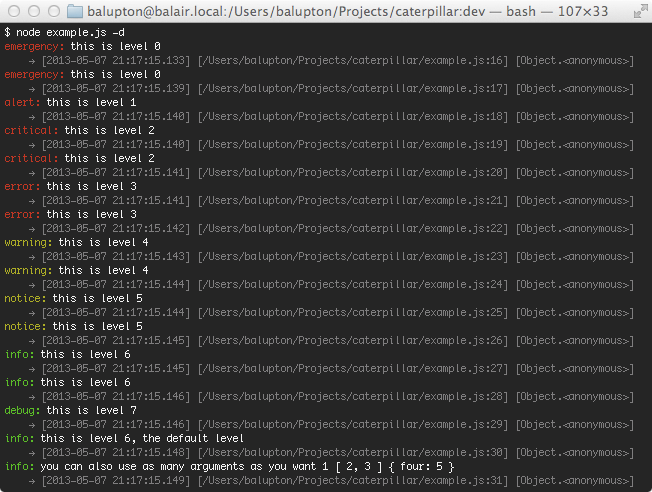 balupton@balair.local:/Users/balupton/Projects/caterpillar:dev — bash — 107×33
$ node example.js -d
emergency: this is level 0
→ [2013-05-07 21:17:15.133] [/Users/balupton/Projects/caterpillar/example.js:16] [Object.<anonymous>]
emergency: this is level 0
→ [2013-05-07 21:17:15.139] [/Users/balupton/Projects/caterpillar/example.js:17] [Object.<anonymous>]
alert: this is level 1
→ [2013-05-07 21:17:15.140] [/Users/balupton/Projects/caterpillar/example.js:18] [Object.<anonymous>]
critical: this is level 2
→ [2013-05-07 21:17:15.140] [/Users/balupton/Projects/caterpillar/example.js:19] [Object.<anonymous>]
critical: this is level 2
→ [2013-05-07 21:17:15.141] [/Users/balupton/Projects/caterpillar/example.js:20] [Object.<anonymous>]
error: this is level 3
→ [2013-05-07 21:17:15.141] [/Users/balupton/Projects/caterpillar/example.js:21] [Object.<anonymous>]
error: this is level 3
→ [2013-05-07 21:17:15.142] [/Users/balupton/Projects/caterpillar/example.js:22] [Object.<anonymous>]
warning: this is level 4
→ [2013-05-07 21:17:15.143] [/Users/balupton/Projects/caterpillar/example.js:23] [Object.<anonymous>]
warning: this is level 4
→ [2013-05-07 21:17:15.144] [/Users/balupton/Projects/caterpillar/example.js:24] [Object.<anonymous>]
notice: this is level 5
→ [2013-05-07 21:17:15.144] [/Users/balupton/Projects/caterpillar/example.js:25] [Object.<anonymous>]
notice: this is level 5
→ [2013-05-07 21:17:15.145] [/Users/balupton/Projects/caterpillar/example.js:26] [Object.<anonymous>]
info: this is level 6
→ [2013-05-07 21:17:15.145] [/Users/balupton/Projects/caterpillar/example.js:27] [Object.<anonymous>]
info: this is level 6
→ [2013-05-07 21:17:15.146] [/Users/balupton/Projects/caterpillar/example.js:28] [Object.<anonymous>]
debug: this is level 7
→ [2013-05-07 21:17:15.146] [/Users/balupton/Projects/caterpillar/example.js:29] [Object.<anonymous>]
info: this is level 6, the default level
→ [2013-05-07 21:17:15.148] [/Users/balupton/Projects/caterpillar/example.js:30] [Object.<anonymous>]
info: you can also use as many arguments as you want 1 [ 2, 3 ] { four: 5 }
→ [2013-05-07 21:17:15.149] [/Users/balupton/Projects/caterpillar/example.js:31] [Object.<anonymous>]